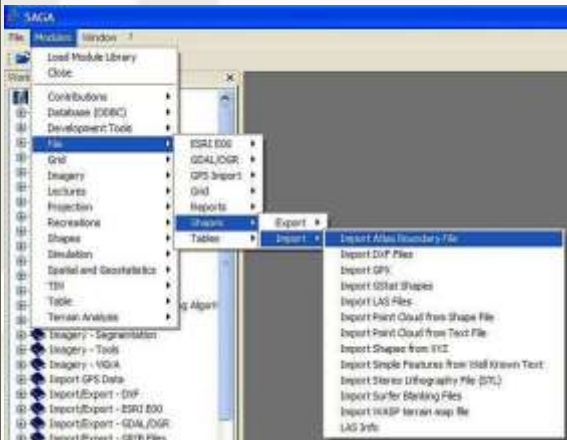 SAGA
File Modules Window ?
Load Module Library
Close
Contributions
Database (ODBC)
Development Tools
File
Grid
Imagery
Lectures
Projection
Recreations
Shapes
Simulation
Spatial and Geostatistics
TIN
Table
Terrain Analysis
ESRI E00
GDAL/OGR
GPS Import
Grid
Reports
Shapes
Tables
Export
Import
Import Atlas Boundary File
Import DXF Files
Import GPX
Import GStat Shapes
Import LAS Files
Import Point Cloud from Shape File
Import Point Cloud from Text File
Import Shapes from XYZ
Import Simple Features from Well Known Text
Import Stereo Lithography File (STL)
Import Surfer Blanking Files
Import WASP terrain map file
LAS Info
Imagery - Segmentation
Imagery - Tools
Imagery - ViGrA
Import GPS Data
Import/Export - DXF
Import/Export - ESRI E00
Import/Export - GDAL/OGR
Import/Export - GRIB Files